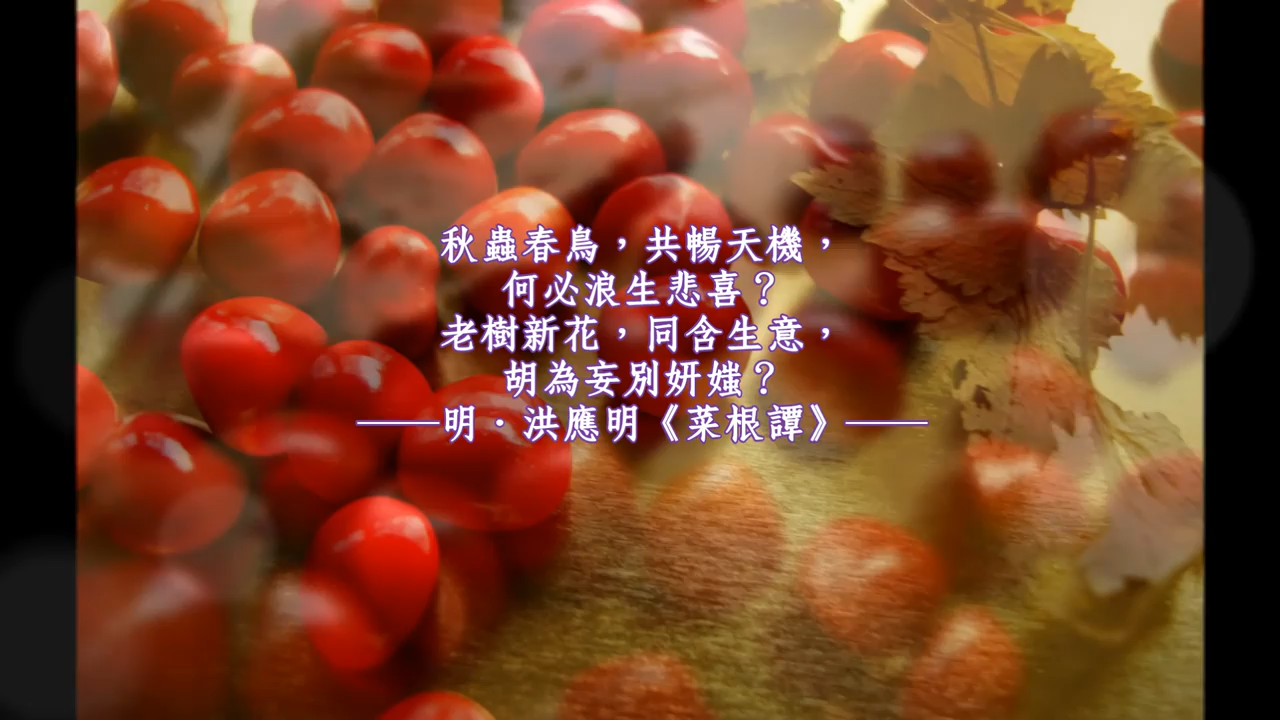 秋蟲春鳥，共暢天機，
何必浪生悲喜？
老樹新花，同含生意，
胡為妄別妍媸？
——明．洪應明《菜根譚》——